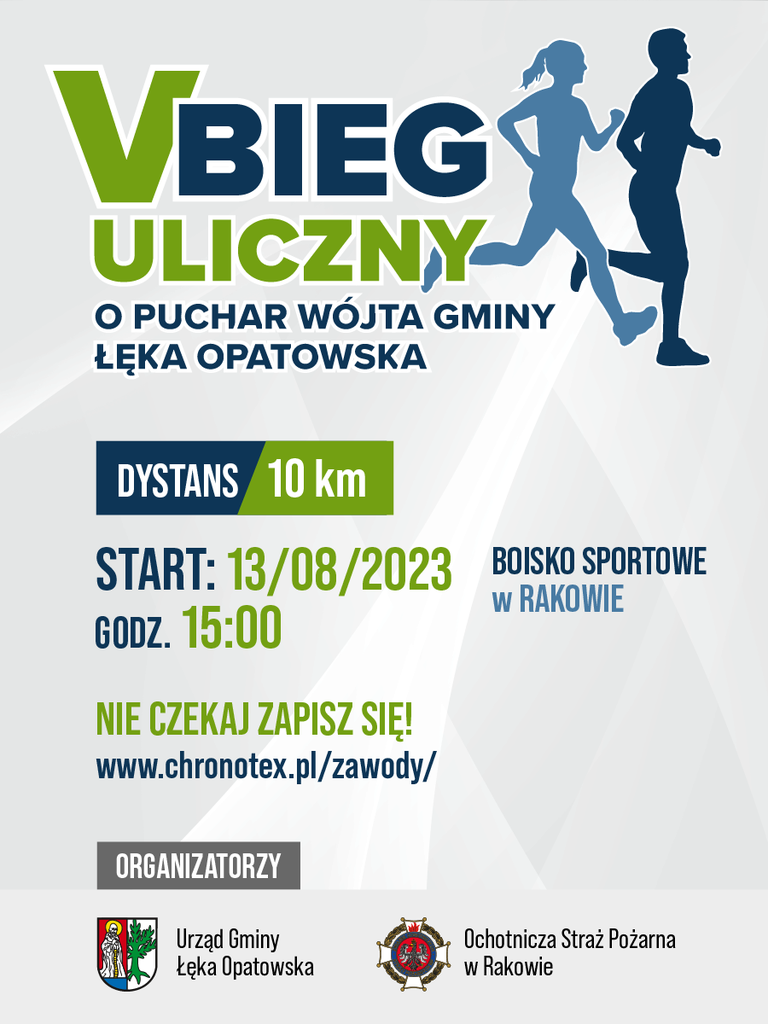 V BIEG
ULICZNY
O PUCHAR WÓJTA GMINY
ŁĘKA OPATOWSKA
DYSTANS 10 km
START: 13/08/2023
GODZ. 15:00
BOISKO SPORTOWE
w RAKOWIE
NIE CZEKAJ ZAPISZ SIĘ!
www.chronotex.pl/zawody/
ORGANIZATORZY
Urząd Gminy
Łęka Opatowska
Ochotnicza Straż Pożarna
w Rakowie